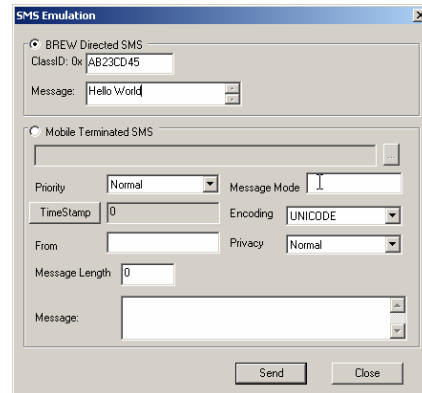 SMS Emulation
BREW Directed SMS
ClassID: 0x AB23CD45
Message: Hello World
Mobile Terminated SMS
...
Priority Normal Message Mode
TimeStamp 0 Encoding UNICODE
From Privacy Normal
Message Length 0
Message:
Send Close